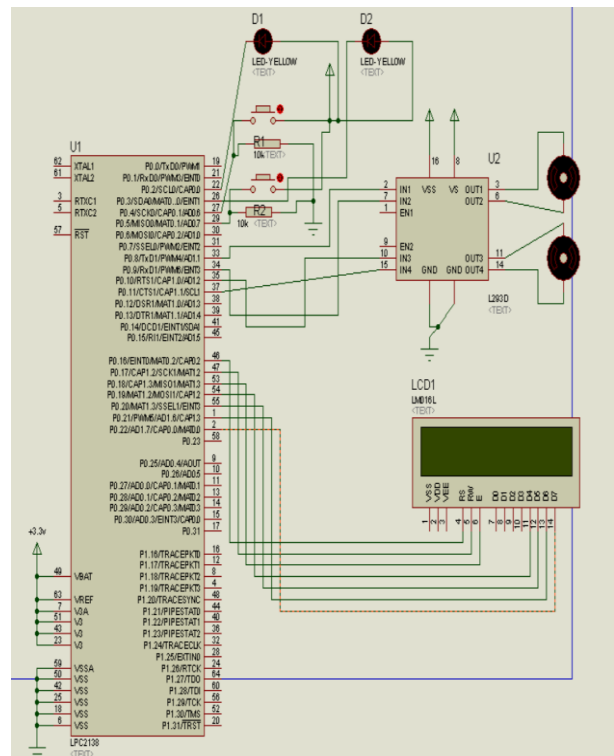 D1
D2
LED-YELLOW
<TEXT>
LED-YELLOW
<TEXT>
U1
R1
10k
<TEXT>
R2
10k
<TEXT>
62 XTAL1
61 XTAL2
3 RTXC1
5 RTXC2
57 RST
P0.0/TxD0/PWM1 19
P0.1/RxD0/PWM3/EINT0 21
P0.2/SCL0/CAP0.0 22
P0.3/SDA0/MAT0.0/EINT1 26
P0.4/SCK0/CAP0.1/AD0.6 27
P0.5/MISO0/MAT0.1/AD0.7 29
P0.6/MOSI0/CAP0.2/AD1.0 30
P0.7/SSEL0/PWM2/EINT2 31
P0.8/TxD1/PWM4/AD1.1 33
P0.9/RxD1/PWM6/EINT3 34
P0.10/RTS1/CAP1.0/AD1.2 35
P0.11/CTS1/CAP1.1/SCL1 37
P0.12/DSR1/MAT1.0/AD1.3 38
P0.13/DTR1/MAT1.1/AD1.4 39
P0.14/DCD1/EINT1/SDA1 41
P0.15/RI1/EINT2/AD1.5 45
P0.16/EINT0/MAT0.2/CAP0.2 46
P0.17/CAP1.2/SCK1/MAT1.2 47
P0.18/CAP1.3/MISO1/MAT1.3 53
P0.19/MAT1.2/MOSI1/CAP1.2 54
P0.20/MAT1.3/SSEL1/EINT3 55
P0.21/PWM5/AD1.6/CAP1.3 1
P0.22/AD1.7/CAP0.0/MAT0.0 2
P0.23 58
P0.25/AD0.4/AOUT 9
P0.26/AD0.5 10
P0.27/AD0.0/CAP0.1/MAT0.1 11
P0.28/AD0.1/CAP0.2/MAT0.2 13
P0.29/AD0.2/CAP0.3/MAT0.3 14
P0.30/AD0.3/EINT3/CAP0.0 15
P0.31 17
P1.16/TRACEPKT0 16
P1.17/TRACEPKT1 12
P1.18/TRACEPKT2 8
P1.19/TRACEPKT3 4
P1.20/TRACESYNC 48
P1.21/PIPESTAT0 44
P1.22/PIPESTAT1 40
P1.23/PIPESTAT2 36
P1.24/TRACECLK 32
P1.25/EXTIN0 28
P1.26/RTCK 24
P1.27/TDO 64
P1.28/TDI 60
P1.29/TCK 56
P1.30/TMS 52
P1.31/TRST 20
+3.3v
49 VBAT
63 VREF
7 V3A
51 V3
43 V3
23 V3
59 VSSA
50 VSS
42 VSS
25 VSS
18 VSS
6 VSS
LPC2138
<TEXT>
U2
16 8
VSS VS
2 IN1
7 IN2
1 EN1
9 EN2
10 IN3
15 IN4
OUT1 3
OUT2 6
OUT3 11
OUT4 14
GND GND
L293D
<TEXT>
LCD1
LM016L
<TEXT>
VSS VDD VEE RS RW E D0 D1 D2 D3 D4 D5 D6 D7
1 2 3 4 5 6 7 8 9 10 11 12 13 14